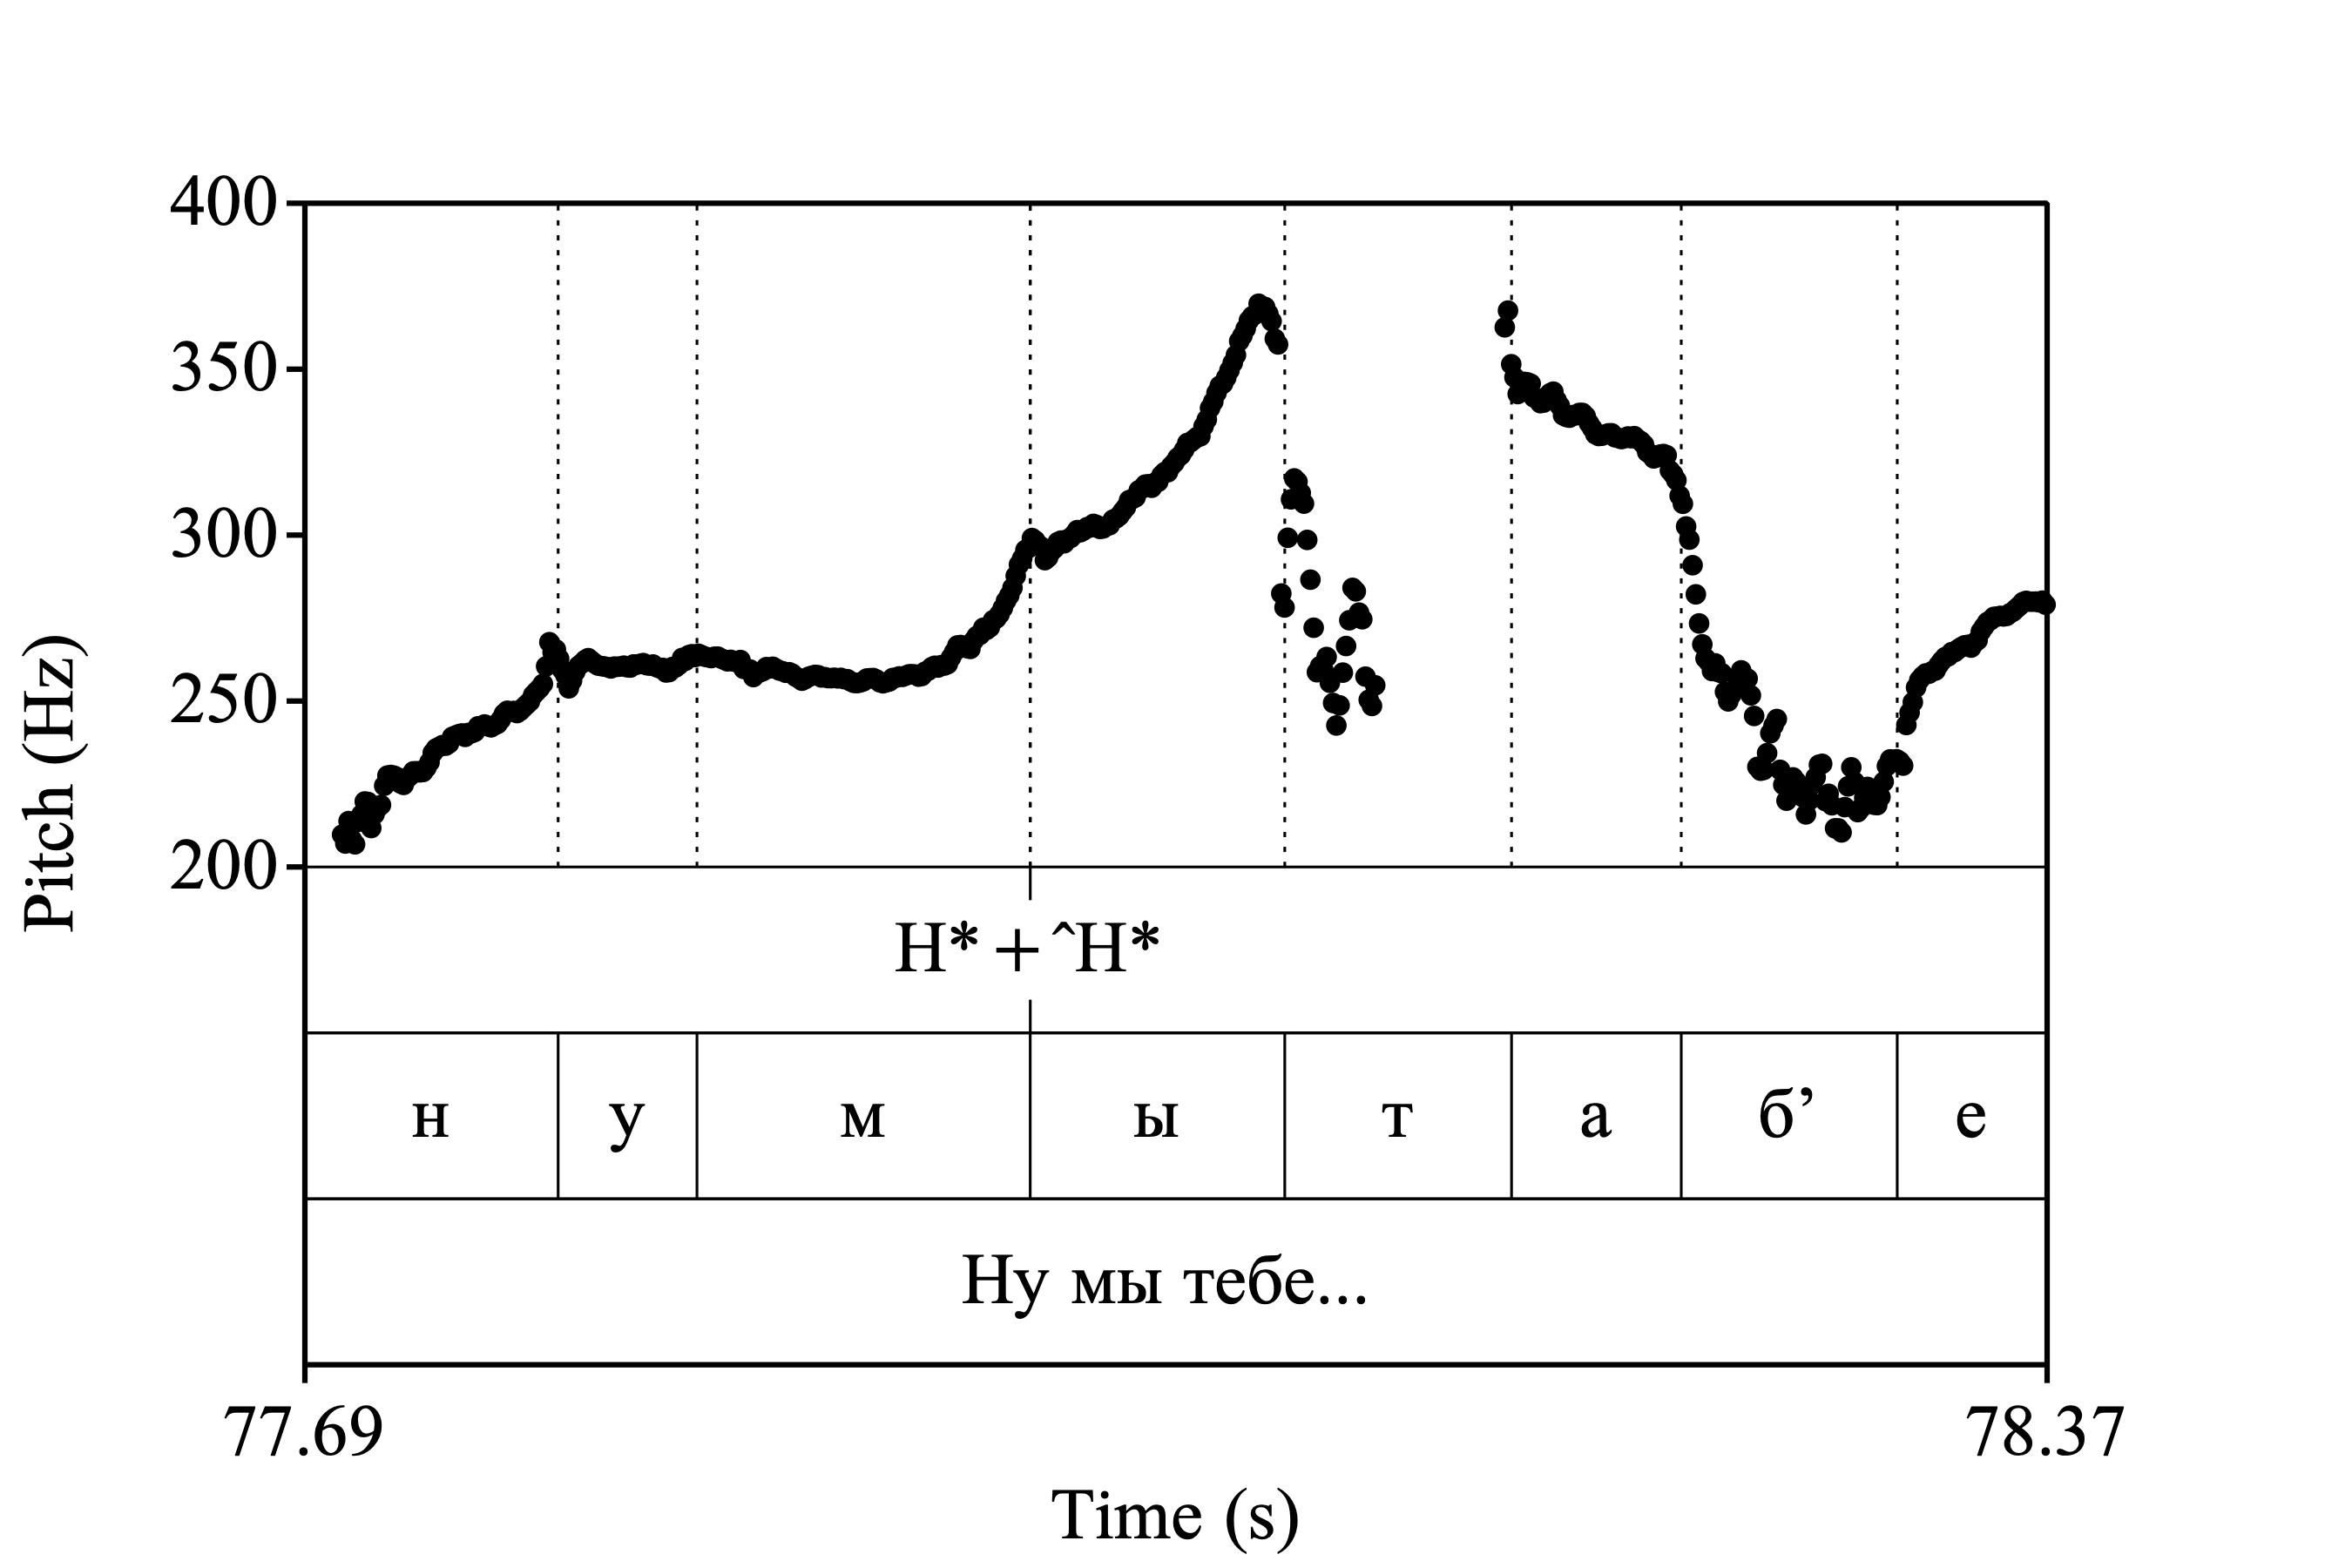 Pitch (Hz)
400
350
300
250
200
H* + ^H*
н у м ы т а б’ е
Ну мы тебе...
77.69 78.37
Time (s)